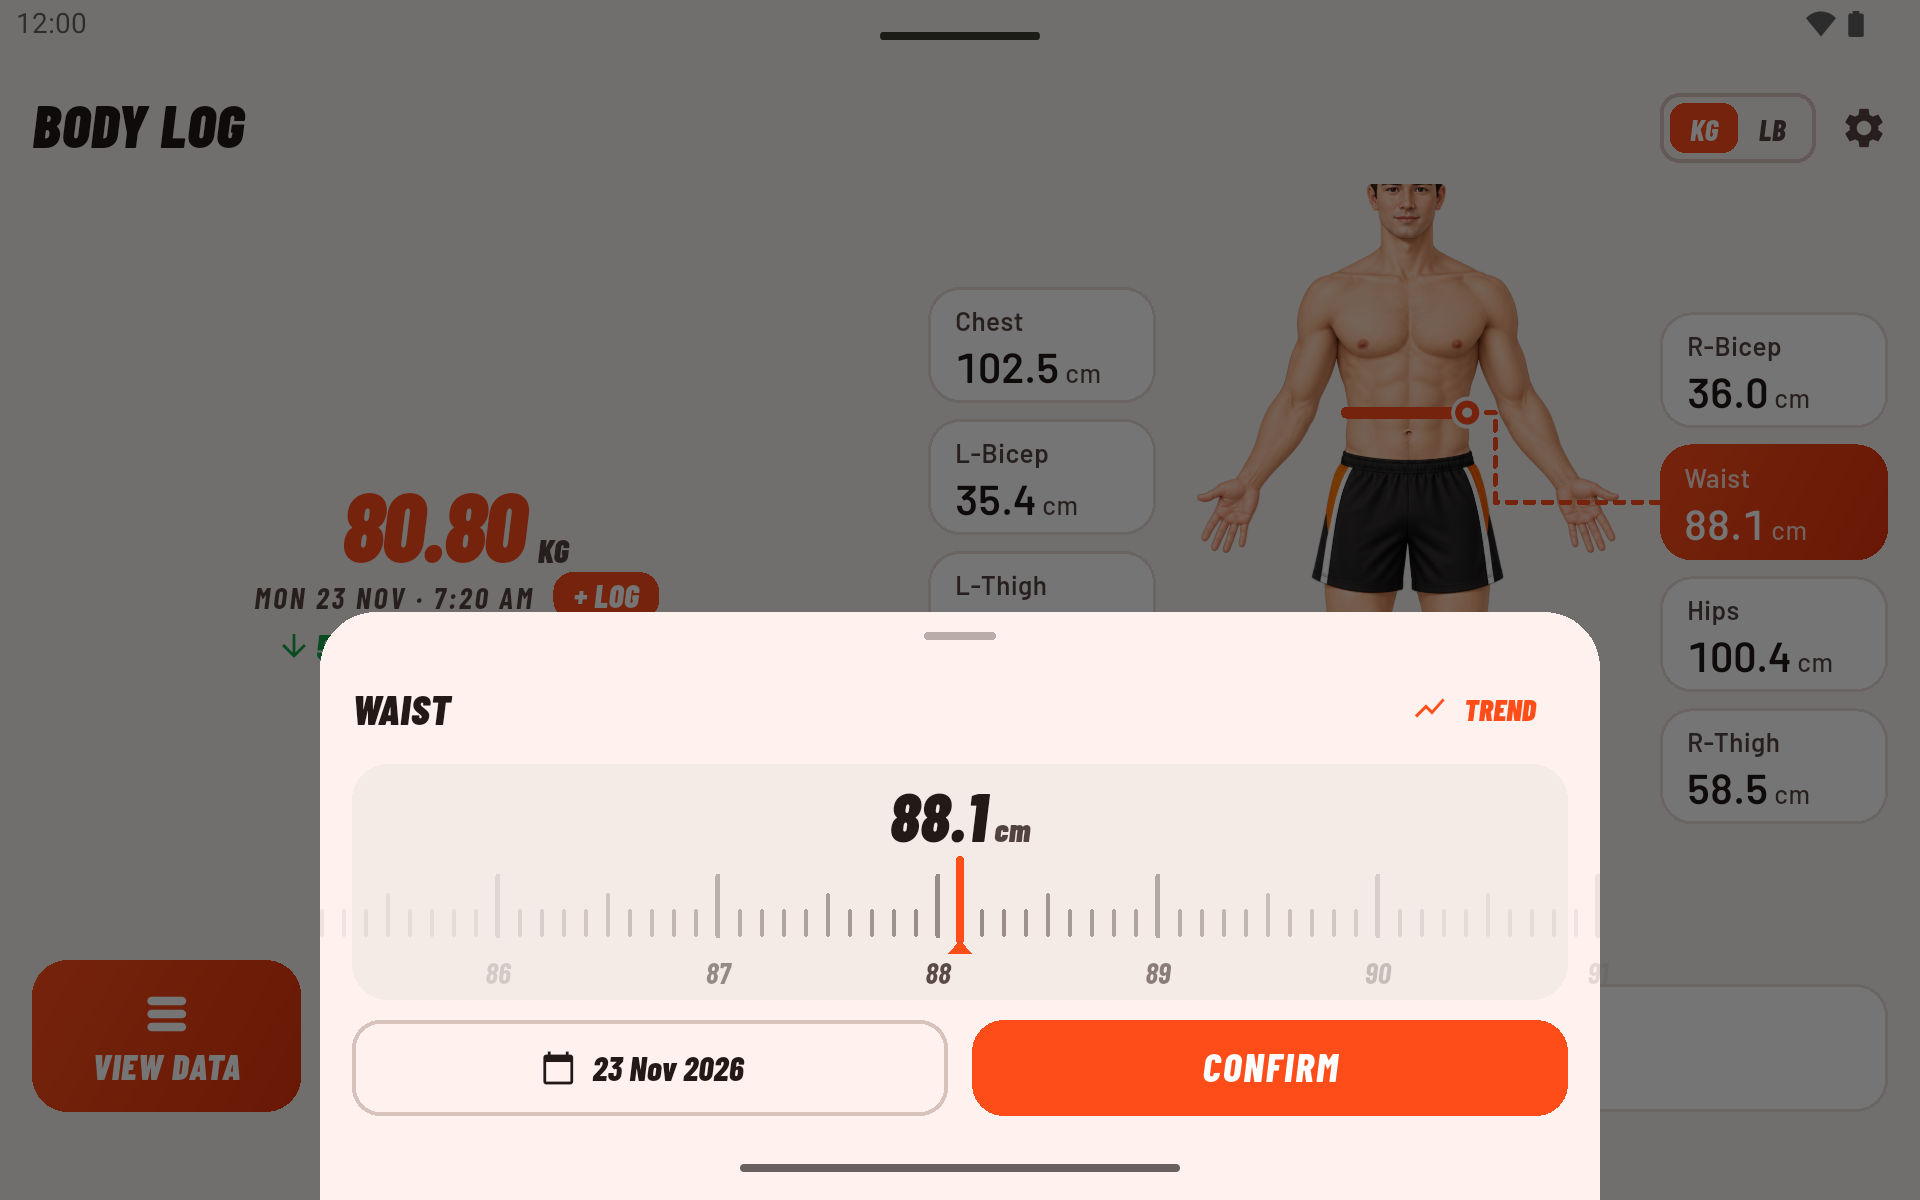 12:00
BODY LOG
KG LB
Chest
102.5 cm
L-Bicep
35.4 cm
L-Thigh
R-Bicep
36.0 cm
Waist
88.1 cm
Hips
100.4 cm
R-Thigh
58.5 cm
80.80 KG
MON 23 NOV · 7:20 AM + LOG
VIEW DATA
WAIST
TREND
88.1 cm
86 87 88 89 90
23 Nov 2026
CONFIRM